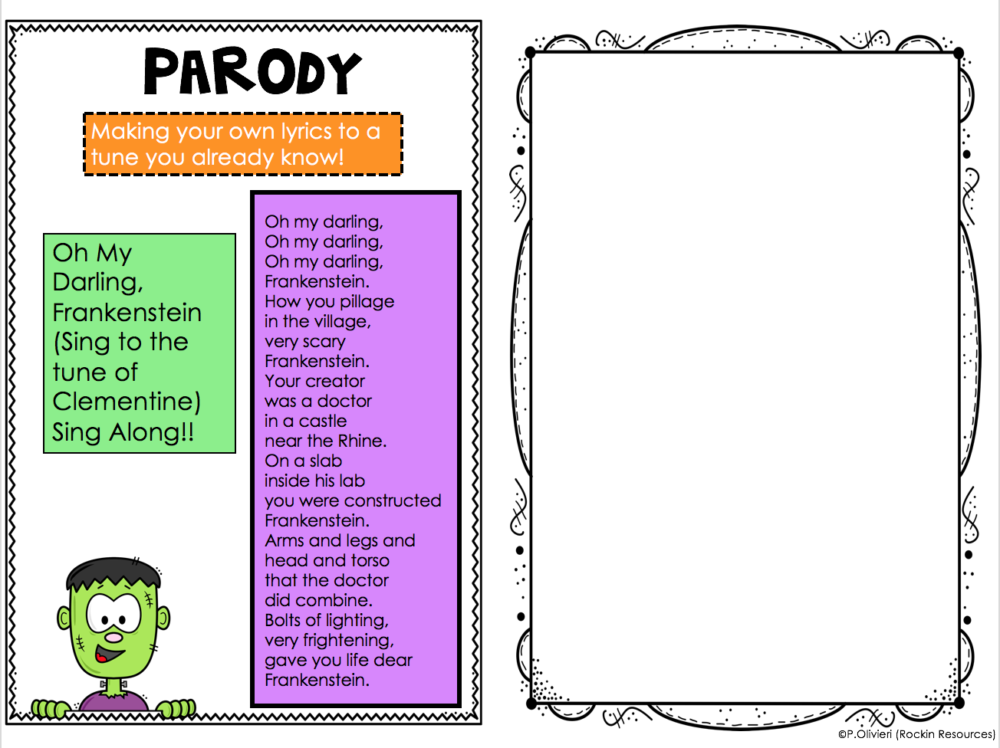 PARODY
Making your own lyrics to a
tune you already know!
Oh My
Darling,
Frankenstein
(Sing to the
tune of
Clementine)
Sing Along!!
Oh my darling,
Oh my darling,
Oh my darling,
Frankenstein.
How you pillage
in the village,
very scary
Frankenstein.
Your creator
was a doctor
in a castle
near the Rhine.
On a slab
inside his lab
you were constructed
Frankenstein.
Arms and legs and
head and torso
that the doctor
did combine.
Bolts of lighting,
very frightening,
gave you life dear
Frankenstein.
©P.Olivieri (Rockin Resources)